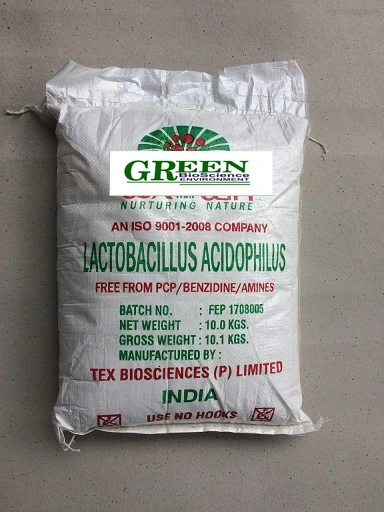 GREEN
BioScience
ENVIRONMENT
NURTURING NATURE
AN ISO 9001-2008 COMPANY
LACTOBACILLUS ACIDOPHILUS
FREE FROM PCP/BENZIDINE/AMINES
BATCH NO. : FEP 1708005
NET WEIGHT : 10.0 KGS.
GROSS WEIGHT : 10.1 KGS.
MANUFACTURED BY :
TEX BIOSCIENCES (P) LIMITED
INDIA
USE NO HOOKS